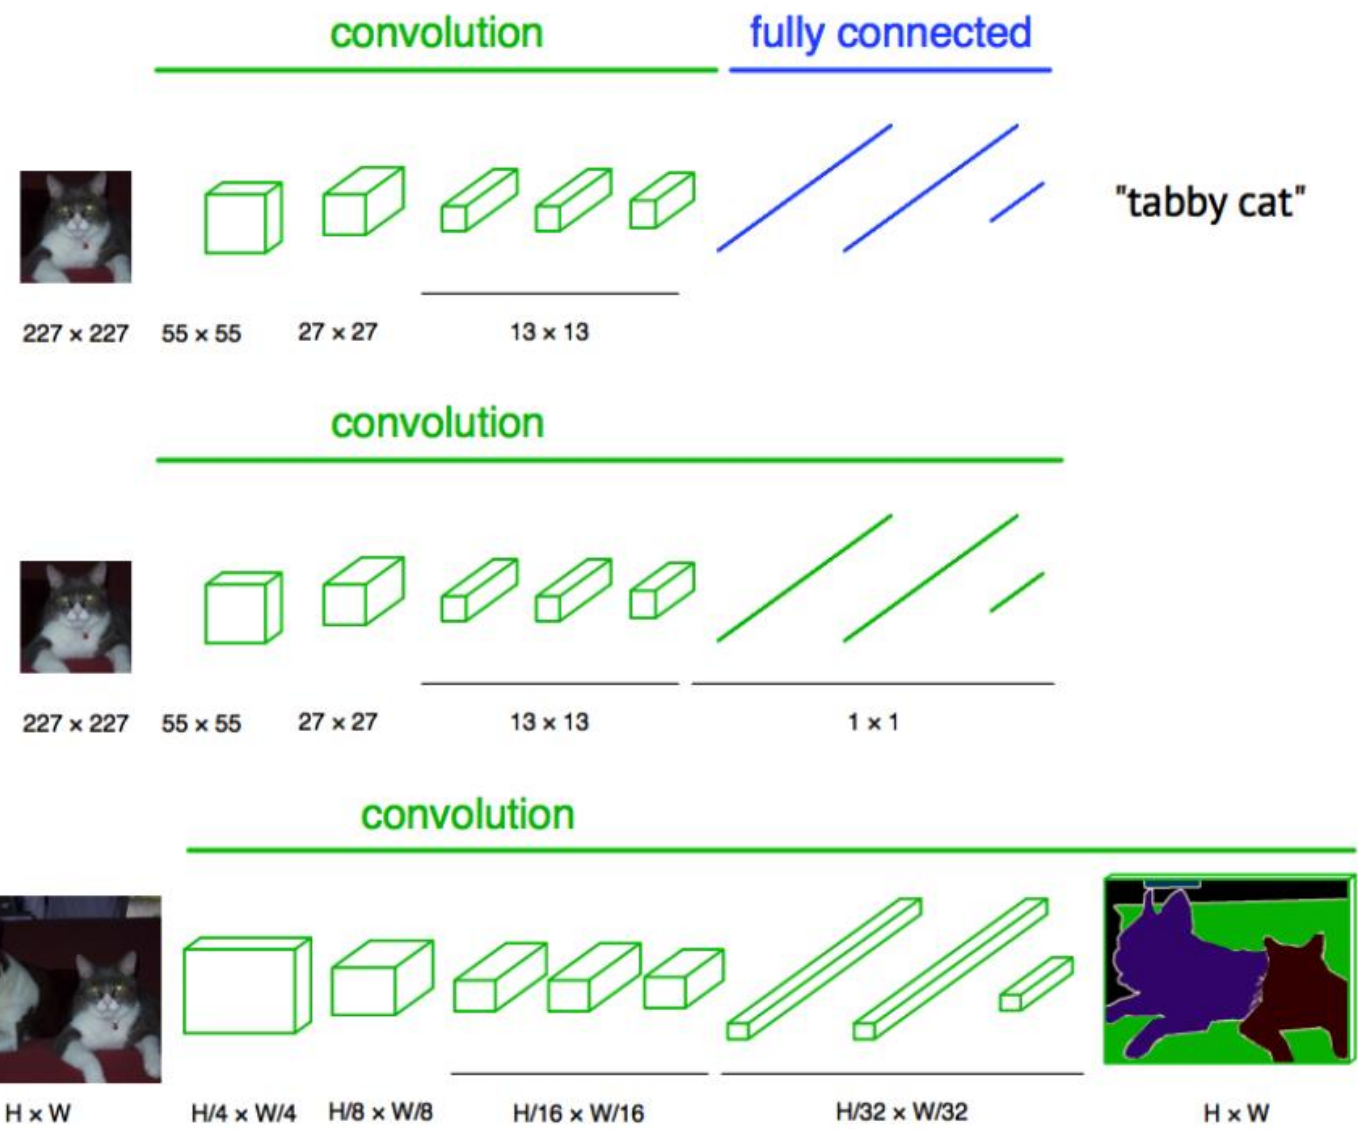 convolution
fully connected
"tabby cat"
227 × 227
55 × 55
27 × 27
13 × 13
convolution
227 × 227
55 × 55
27 × 27
13 × 13
1 × 1
convolution
H × W
H/4 × W/4
H/8 × W/8
H/16 × W/16
H/32 × W/32
H × W